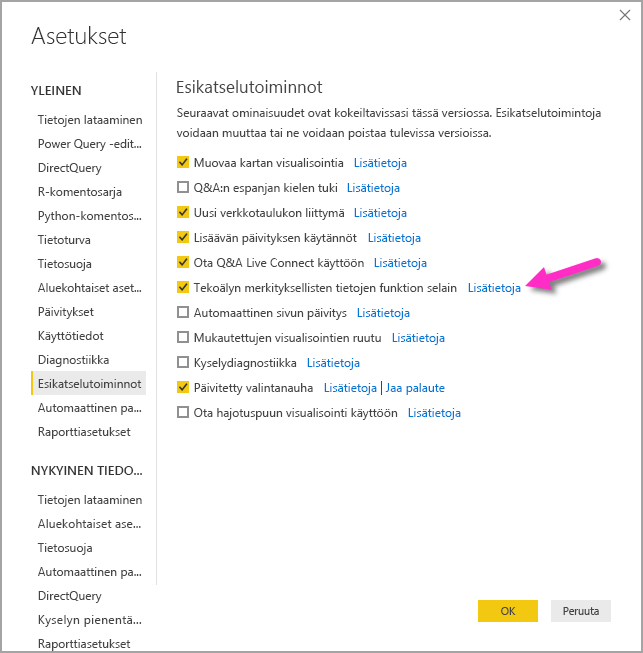 Asetukset
YLEINEN
Tietojen lataaminen
Power Query -edit...
DirectQuery
R-komentosarja
Python-komentos...
Tietoturva
Tietosuoja
Aluekohtaiset aset...
Päivitykset
Käyttötiedot
Diagnostiikka
Esikatselutoiminnot
Automaattinen pa...
Raporttiasetukset
NYKYINEN TIEDO...
Tietojen lataaminen
Aluekohtaiset ase...
Tietosuoja
Automaattinen pa...
DirectQuery
Kyselyn pienentä...
Raporttiasetukset
Esikatselutoiminnot
Seuraavat ominaisuudet ovat kokeiltavissasi tässä versiossa. Esikatselutoimintoja
voidaan muuttaa tai ne voidaan poistaa tulevissa versioissa.
Muovaa kartan visualisointia Lisätietoja
Q&A:n espanjan kielen tuki Lisätietoja
Uusi verkkotaulukon liittymä Lisätietoja
Lisäävän päivityksen käytännöt Lisätietoja
Ota Q&A Live Connect käyttöön Lisätietoja
Tekoälyn merkityksellisten tietojen funktion selain Lisätietoja
Automaattinen sivun päivitys Lisätietoja
Mukautettujen visualisointien ruutu Lisätietoja
Kyselydiagnostiikka Lisätietoja
Päivitetty valintanauha Lisätietoja | Jaa palaute
Ota hajotuspuun visualisointi käyttöön Lisätietoja
OK
Peruuta